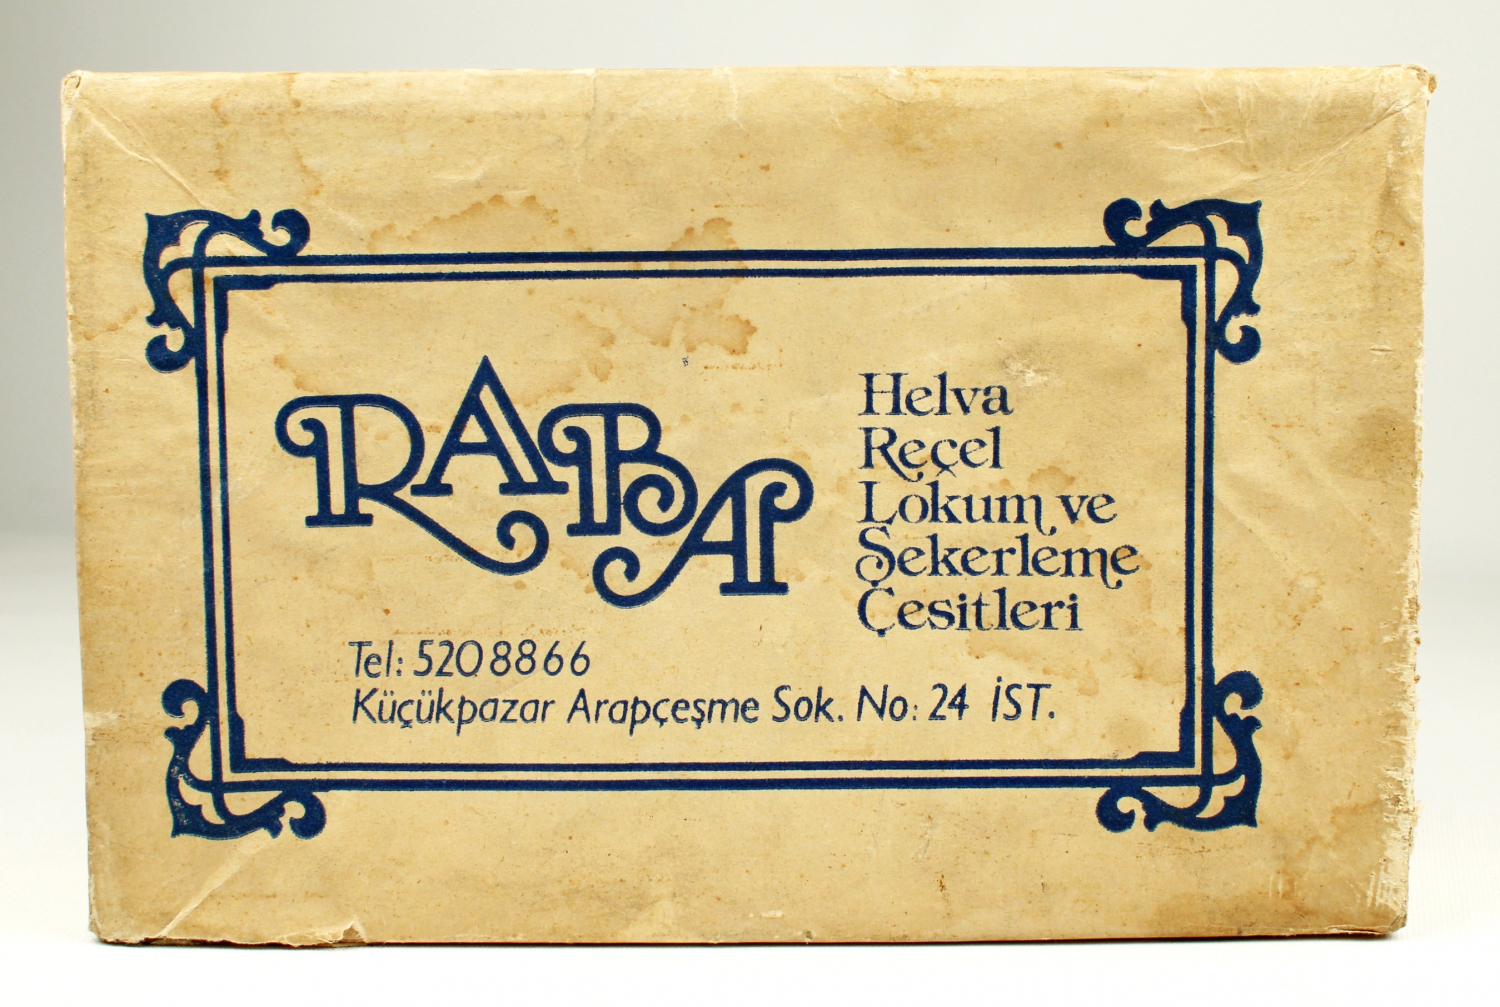 RABA
Helva
Reçel
Lokum ve
Şekerleme
Çesitleri
Tel: 520 88 66
Küçükpazar Arapçeşme Sok. No: 24 İST.